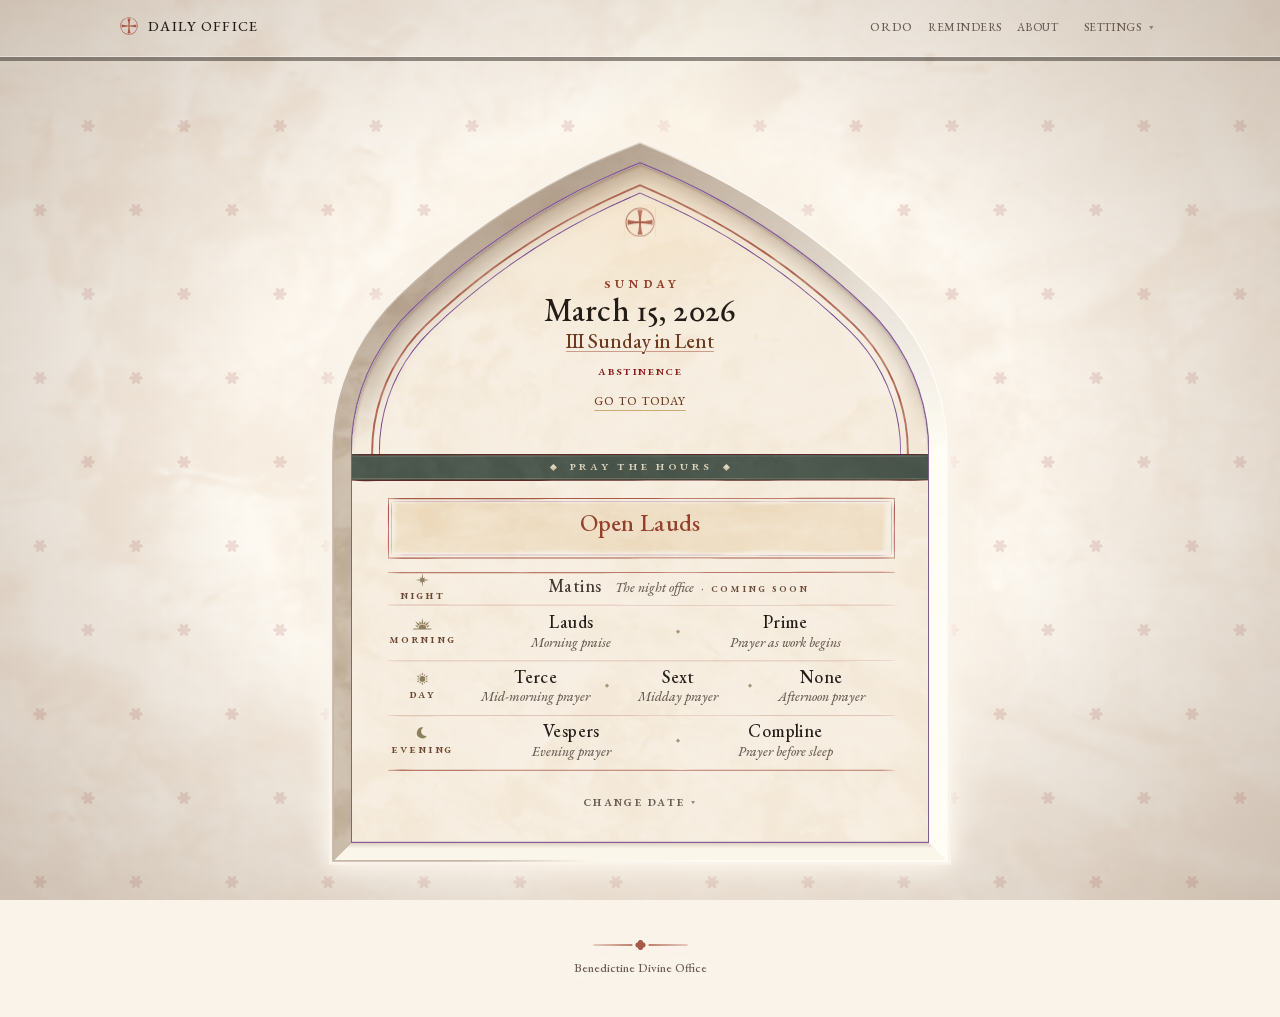 DAILY OFFICE
ORDO REMINDERS ABOUT SETTINGS ▾
SUNDAY
March 15, 2026
III Sunday in Lent
ABSTINENCE
GO TO TODAY
◆ PRAY THE HOURS ◆
Open Lauds
NIGHT
Matins The night office · COMING SOON
MORNING
Lauds
Morning praise
Prime
Prayer as work begins
DAY
Terce
Mid-morning prayer
Sext
Midday prayer
None
Afternoon prayer
EVENING
Vespers
Evening prayer
Compline
Prayer before sleep
CHANGE DATE ▾
Benedictine Divine Office